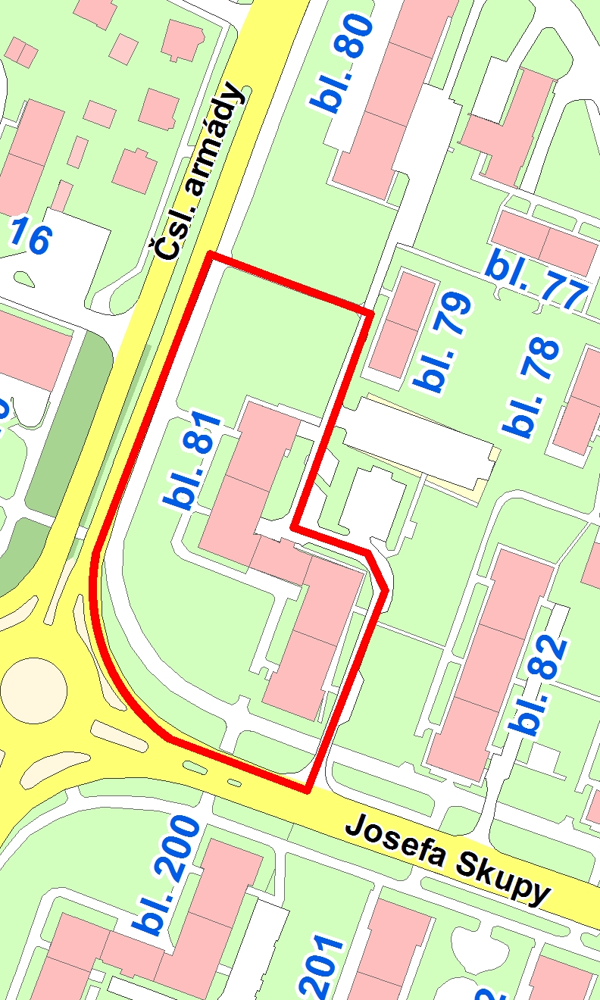 bl. 80
Čsl. armády
16
bl. 77
bl. 79
bl. 78
bl. 81
bl. 82
Josefa Skupy
bl. 200
201